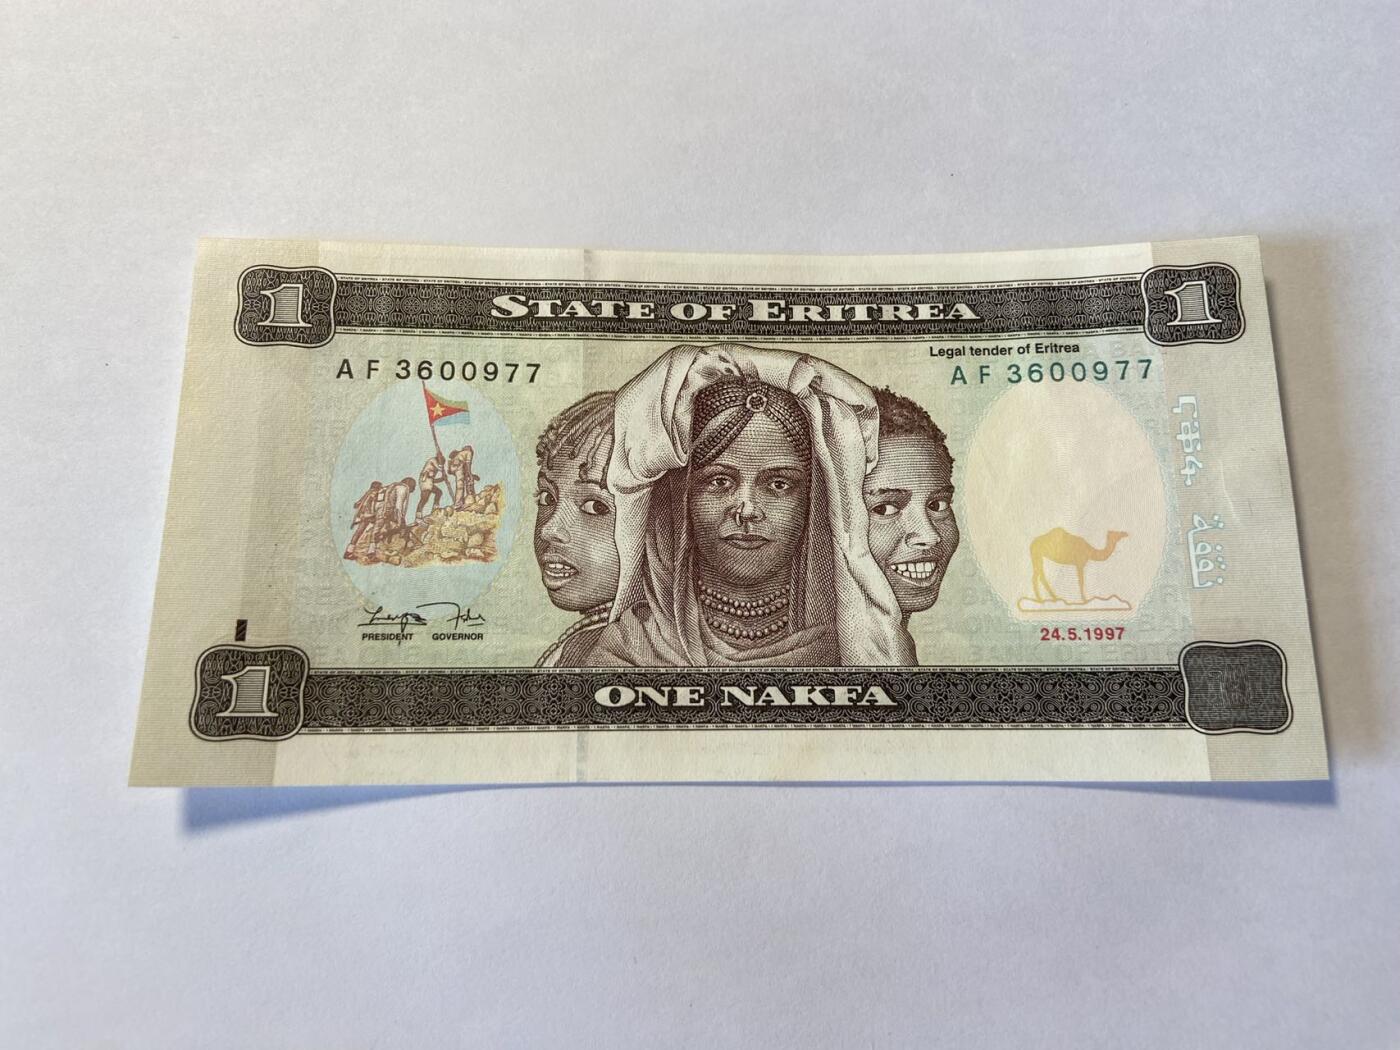 1
STATE OF ERITREA
1
Legal tender of Eritrea
AF 3600977
AF 3600977
ናቕፋ
نقفة
PRESIDENT GOVERNOR
24.5.1997
1
ONE NAKFA